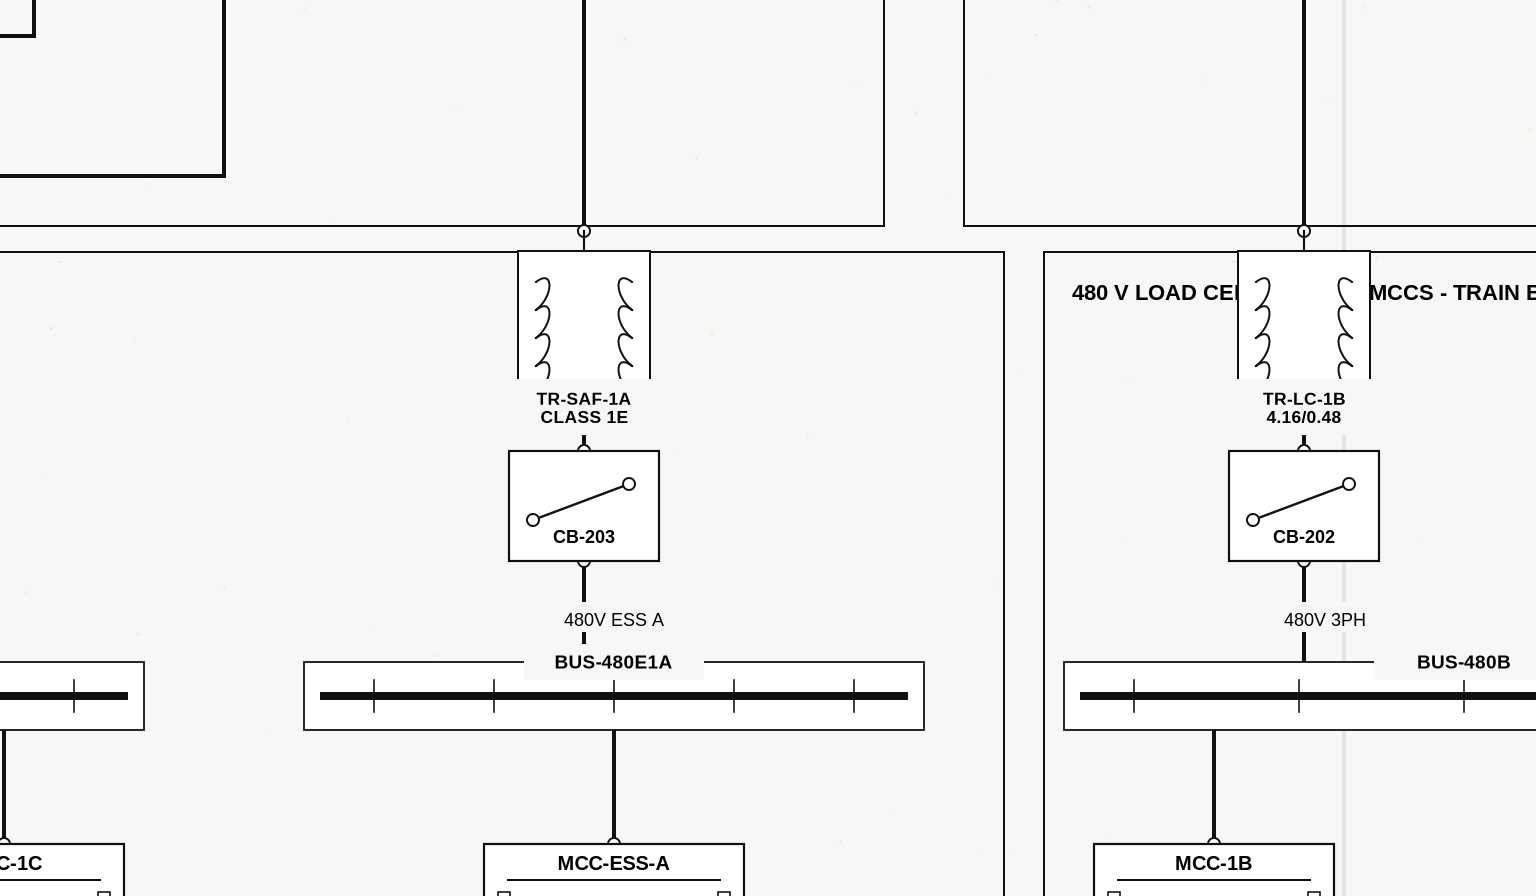 480 V LOAD CE
MCCS - TRAIN
TR-SAF-1A
CLASS 1E
TR-LC-1B
4.16/0.48
CB-203
CB-202
480V ESS A
480V 3PH
BUS-480E1A
BUS-480B
C-1C
MCC-ESS-A
MCC-1B